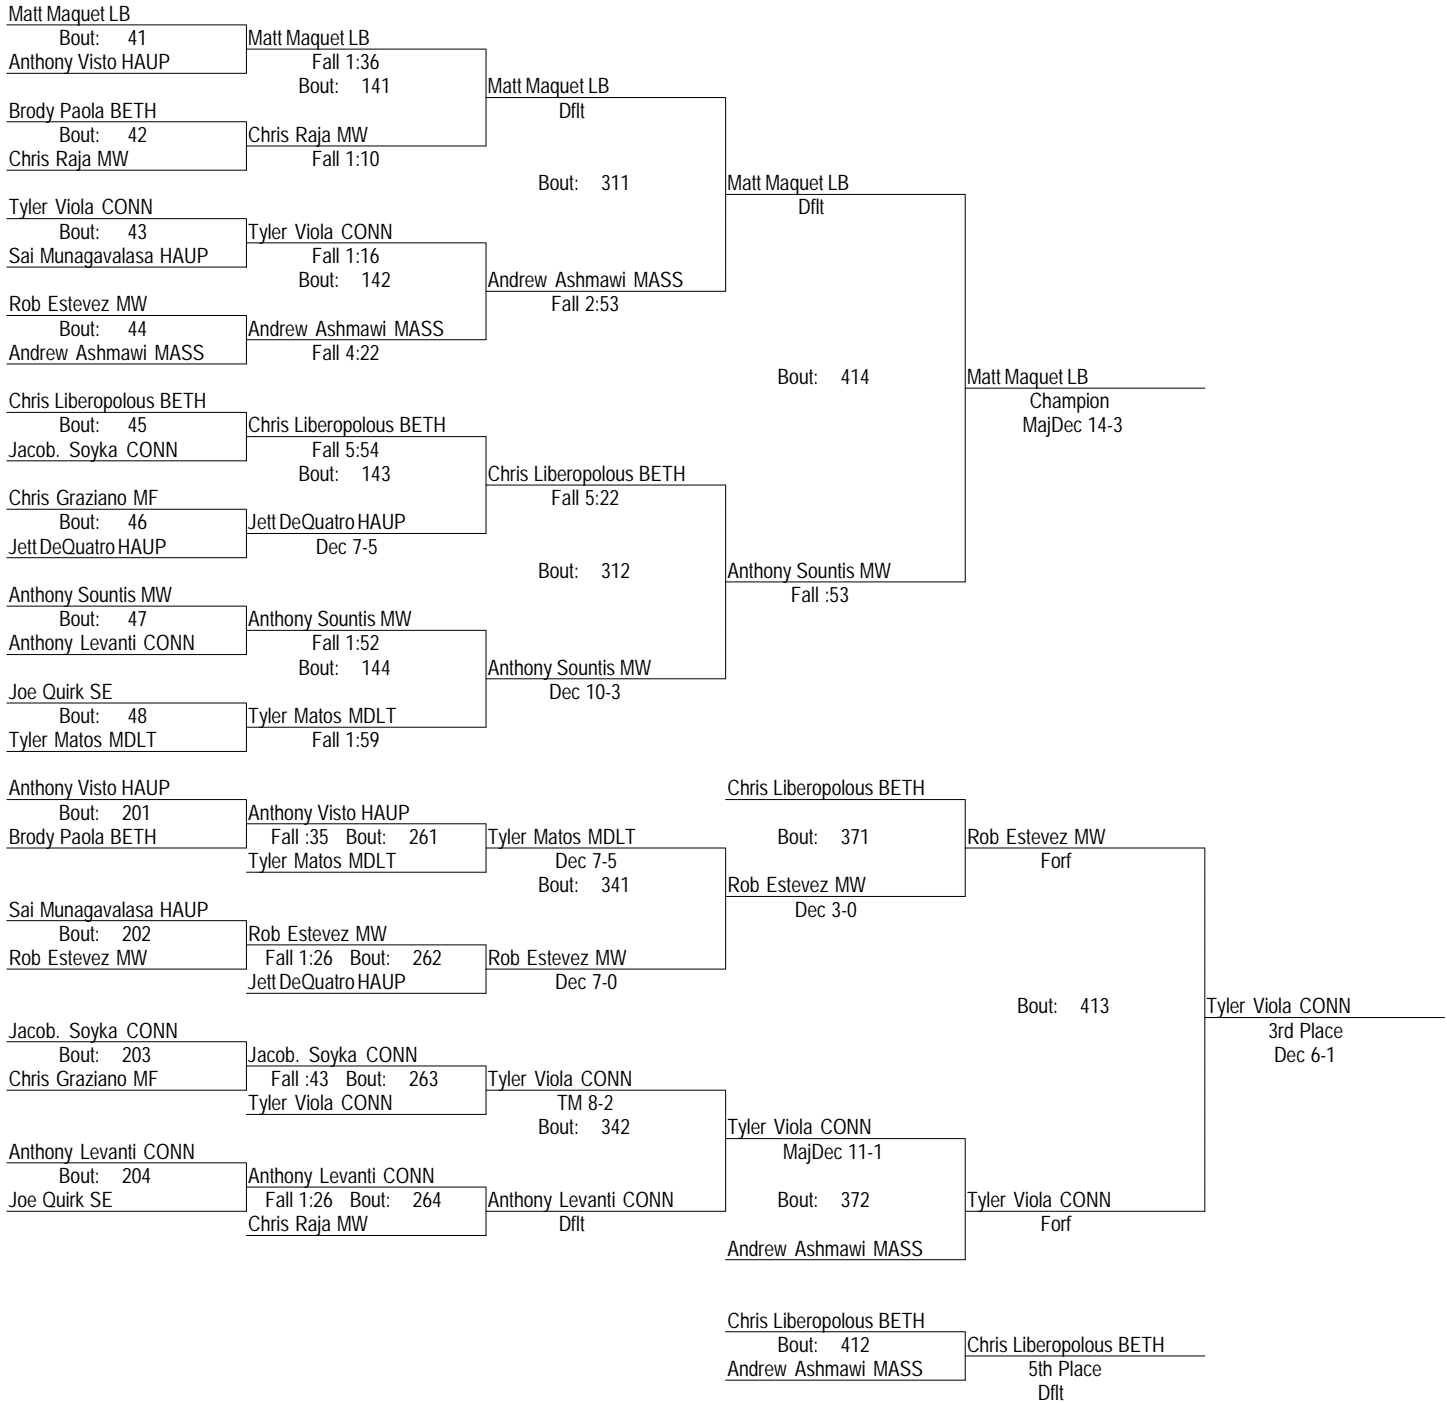 Matt Maquet LB
Bout: 41
Anthony Visto HAUP
Matt Maquet LB
Fall 1:36
Bout: 141
Brody Paola BETH
Bout: 42
Chris Raja MW
Chris Raja MW
Fall 1:10
Matt Maquet LB
Dflt
Bout: 311
Tyler Viola CONN
Bout: 43
Sai Munagavalasa HAUP
Tyler Viola CONN
Fall 1:16
Bout: 142
Rob Estevez MW
Bout: 44
Andrew Ashmawi MASS
Andrew Ashmawi MASS
Fall 4:22
Andrew Ashmawi MASS
Fall 2:53
Matt Maquet LB
Dflt
Bout: 414
Chris Liberopolous BETH
Bout: 45
Jacob. Soyka CONN
Chris Liberopolous BETH
Fall 5:54
Bout: 143
Chris Graziano MF
Bout: 46
Jett DeQuatro HAUP
Jett DeQuatro HAUP
Dec 7-5
Chris Liberopolous BETH
Fall 5:22
Bout: 312
Anthony Sountis MW
Bout: 47
Anthony Levanti CONN
Anthony Sountis MW
Fall 1:52
Bout: 144
Joe Quirk SE
Bout: 48
Tyler Matos MDLT
Tyler Matos MDLT
Fall 1:59
Anthony Sountis MW
Dec 10-3
Anthony Sountis MW
Fall :53
Matt Maquet LB
Champion
MajDec 14-3
Anthony Visto HAUP
Bout: 201
Brody Paola BETH
Anthony Visto HAUP
Fall :35 Bout: 261
Tyler Matos MDLT
Tyler Matos MDLT
Dec 7-5
Bout: 341
Sai Munagavalasa HAUP
Bout: 202
Rob Estevez MW
Rob Estevez MW
Fall 1:26 Bout: 262
Jett DeQuatro HAUP
Rob Estevez MW
Dec 7-0
Chris Liberopolous BETH
Bout: 371
Rob Estevez MW
Dec 3-0
Rob Estevez MW
Forf
Bout: 413
Jacob. Soyka CONN
Bout: 203
Chris Graziano MF
Jacob. Soyka CONN
Fall :43 Bout: 263
Tyler Viola CONN
Tyler Viola CONN
TM 8-2
Bout: 342
Anthony Levanti CONN
Bout: 204
Joe Quirk SE
Anthony Levanti CONN
Fall 1:26 Bout: 264
Chris Raja MW
Anthony Levanti CONN
Dflt
Tyler Viola CONN
MajDec 11-1
Bout: 372
Andrew Ashmawi MASS
Tyler Viola CONN
Forf
Tyler Viola CONN
3rd Place
Dec 6-1
Chris Liberopolous BETH
Bout: 412
Andrew Ashmawi MASS
Chris Liberopolous BETH
5th Place
Dflt